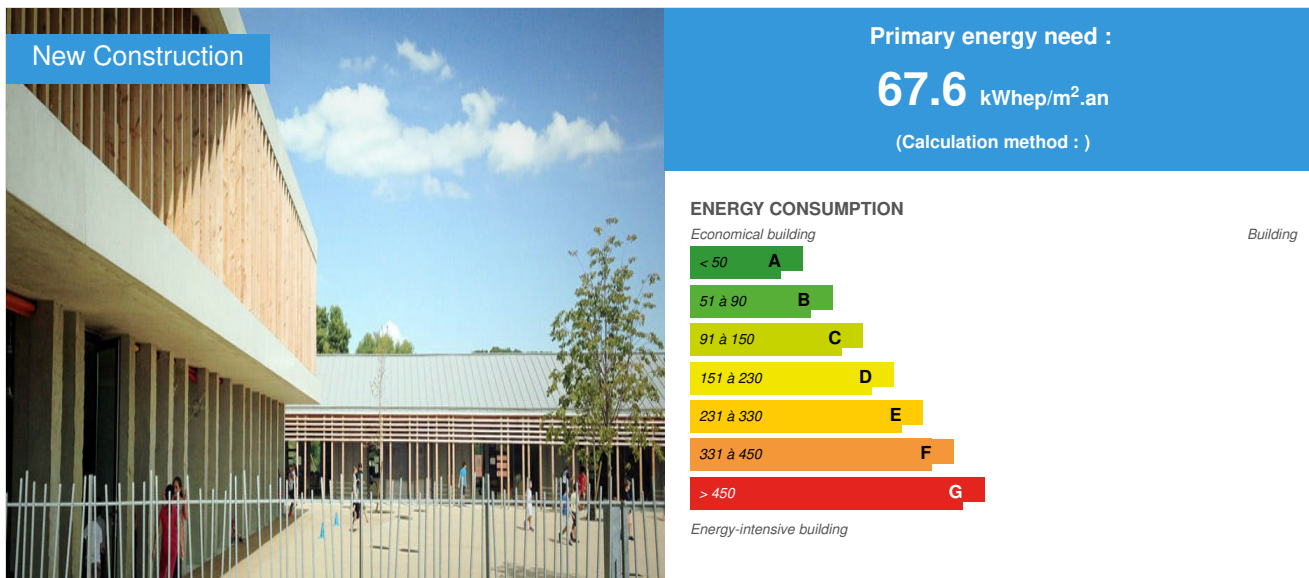 New Construction
Primary energy need :
67.6 kWhep/m².an
(Calculation method : )
ENERGY CONSUMPTION
Economical building
Building
< 50 A
51 à 90 B
91 à 150 C
151 à 230 D
231 à 330 E
331 à 450 F
> 450 G
Energy-intensive building